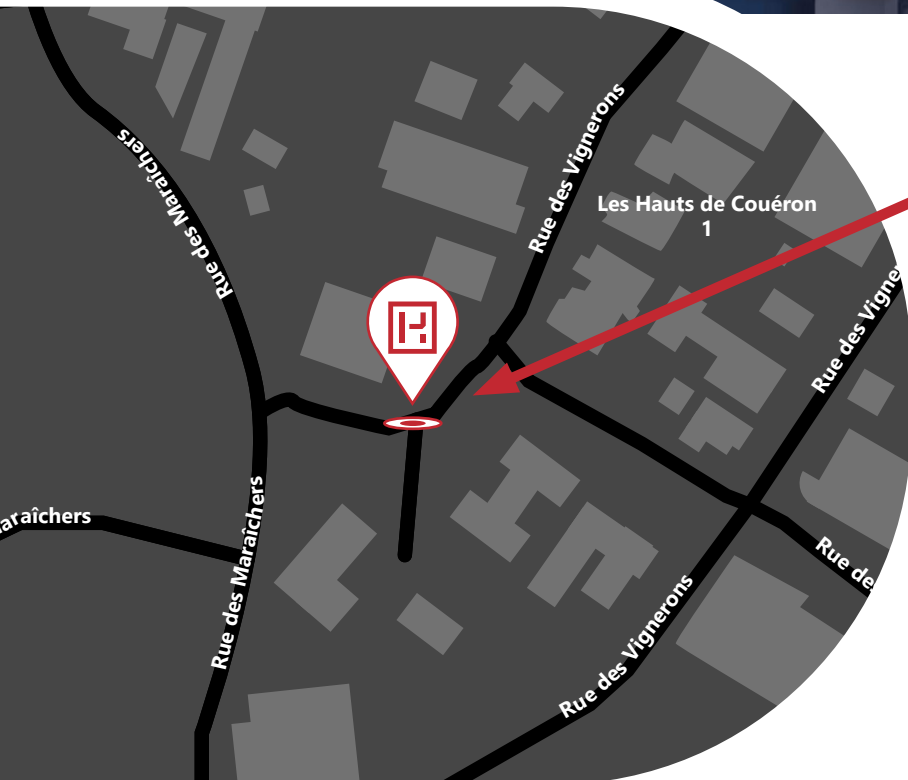 Rue des Maraîchers
Rue des Vignerons
Les Hauts de Couéron
1
Rue des Vigne
araîchers
Rue des Maraîchers
Rue de
Rue des Vignerons